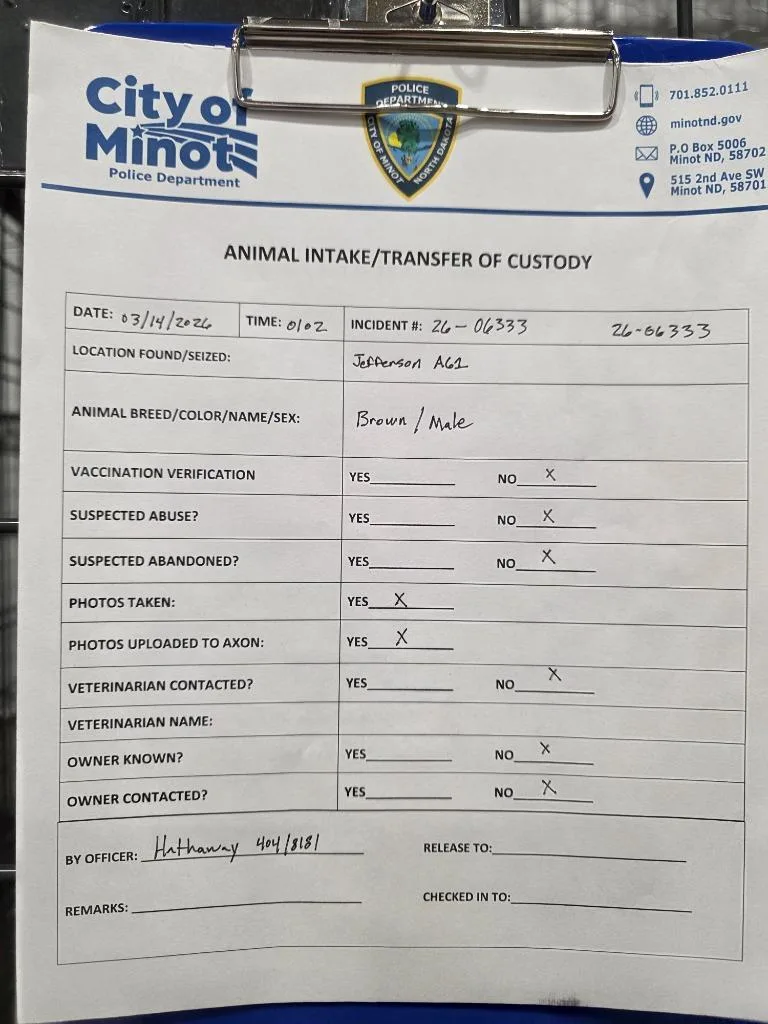 City of
Minot
Police Department
POLICE
DEPARTMENT
CITY OF MINOT
NORTH DAKOTA
701.852.0111
minotnd.gov
P.O Box 5006
Minot ND, 58702
515 2nd Ave SW
Minot ND, 58701
ANIMAL INTAKE/TRANSFER OF CUSTODY
DATE: 03/14/2026 TIME: 0102 INCIDENT #: 26-06333 26-06333
LOCATION FOUND/SEIZED: Jefferson A61
ANIMAL BREED/COLOR/NAME/SEX: Brown / Male
VACCINATION VERIFICATION YES NO X
SUSPECTED ABUSE? YES NO X
SUSPECTED ABANDONED? YES NO X
PHOTOS TAKEN: YES X
PHOTOS UPLOADED TO AXON: YES X
VETERINARIAN CONTACTED? YES NO X
VETERINARIAN NAME:
OWNER KNOWN? YES NO X
OWNER CONTACTED? YES NO X
BY OFFICER: Hathaway 404/8181 RELEASE TO:
REMARKS: CHECKED IN TO: